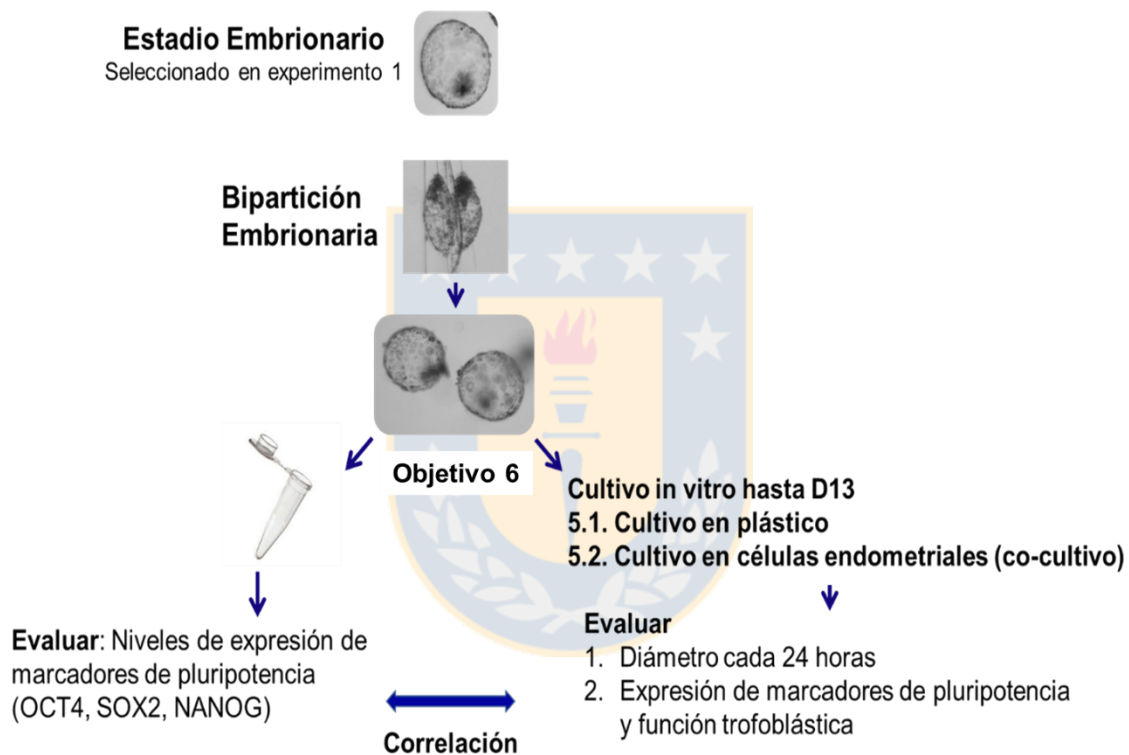 Estadio Embrionario
Seleccionado en experimento 1
Bipartición
Embrionaria
Objetivo 6
Cultivo in vitro hasta D13
5.1. Cultivo en plástico
5.2. Cultivo en células endometriales (co-cultivo)
Evaluar: Niveles de expresión de
marcadores de pluripotencia
(OCT4, SOX2, NANOG)
Evaluar
1. Diámetro cada 24 horas
2. Expresión de marcadores de pluripotencia
y función trofoblástica
Correlación